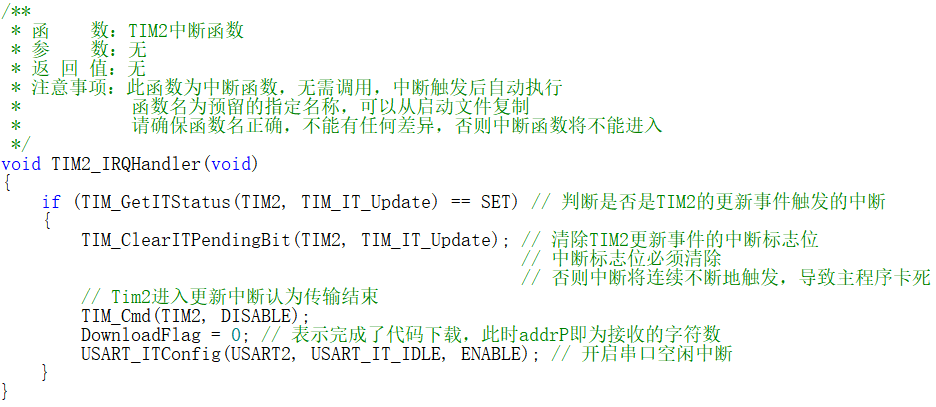 /**
 * 函    数：TIM2中断函数
 * 参    数：无
 * 返 回 值：无
 * 注意事项：此函数为中断函数，无需调用，中断触发后自动执行
 *           函数名为预留的指定名称，可以从启动文件复制
 *           请确保函数名正确，不能有任何差异，否则中断函数将不能进入
 */
void TIM2_IRQHandler(void)
{
    if (TIM_GetITStatus(TIM2, TIM_IT_Update) == SET) // 判断是否是TIM2的更新事件触发的中断
    {
        TIM_ClearITPendingBit(TIM2, TIM_IT_Update); // 清除TIM2更新事件的中断标志位
                                                    // 中断标志位必须清除
                                                    // 否则中断将连续不断地触发，导致主程序卡死
        // Tim2进入更新中断认为传输结束
        TIM_Cmd(TIM2, DISABLE);
        DownloadFlag = 0; // 表示完成了代码下载，此时addrP即为接收的字符数
        USART_ITConfig(USART2, USART_IT_IDLE, ENABLE); // 开启串口空闲中断
    }
}